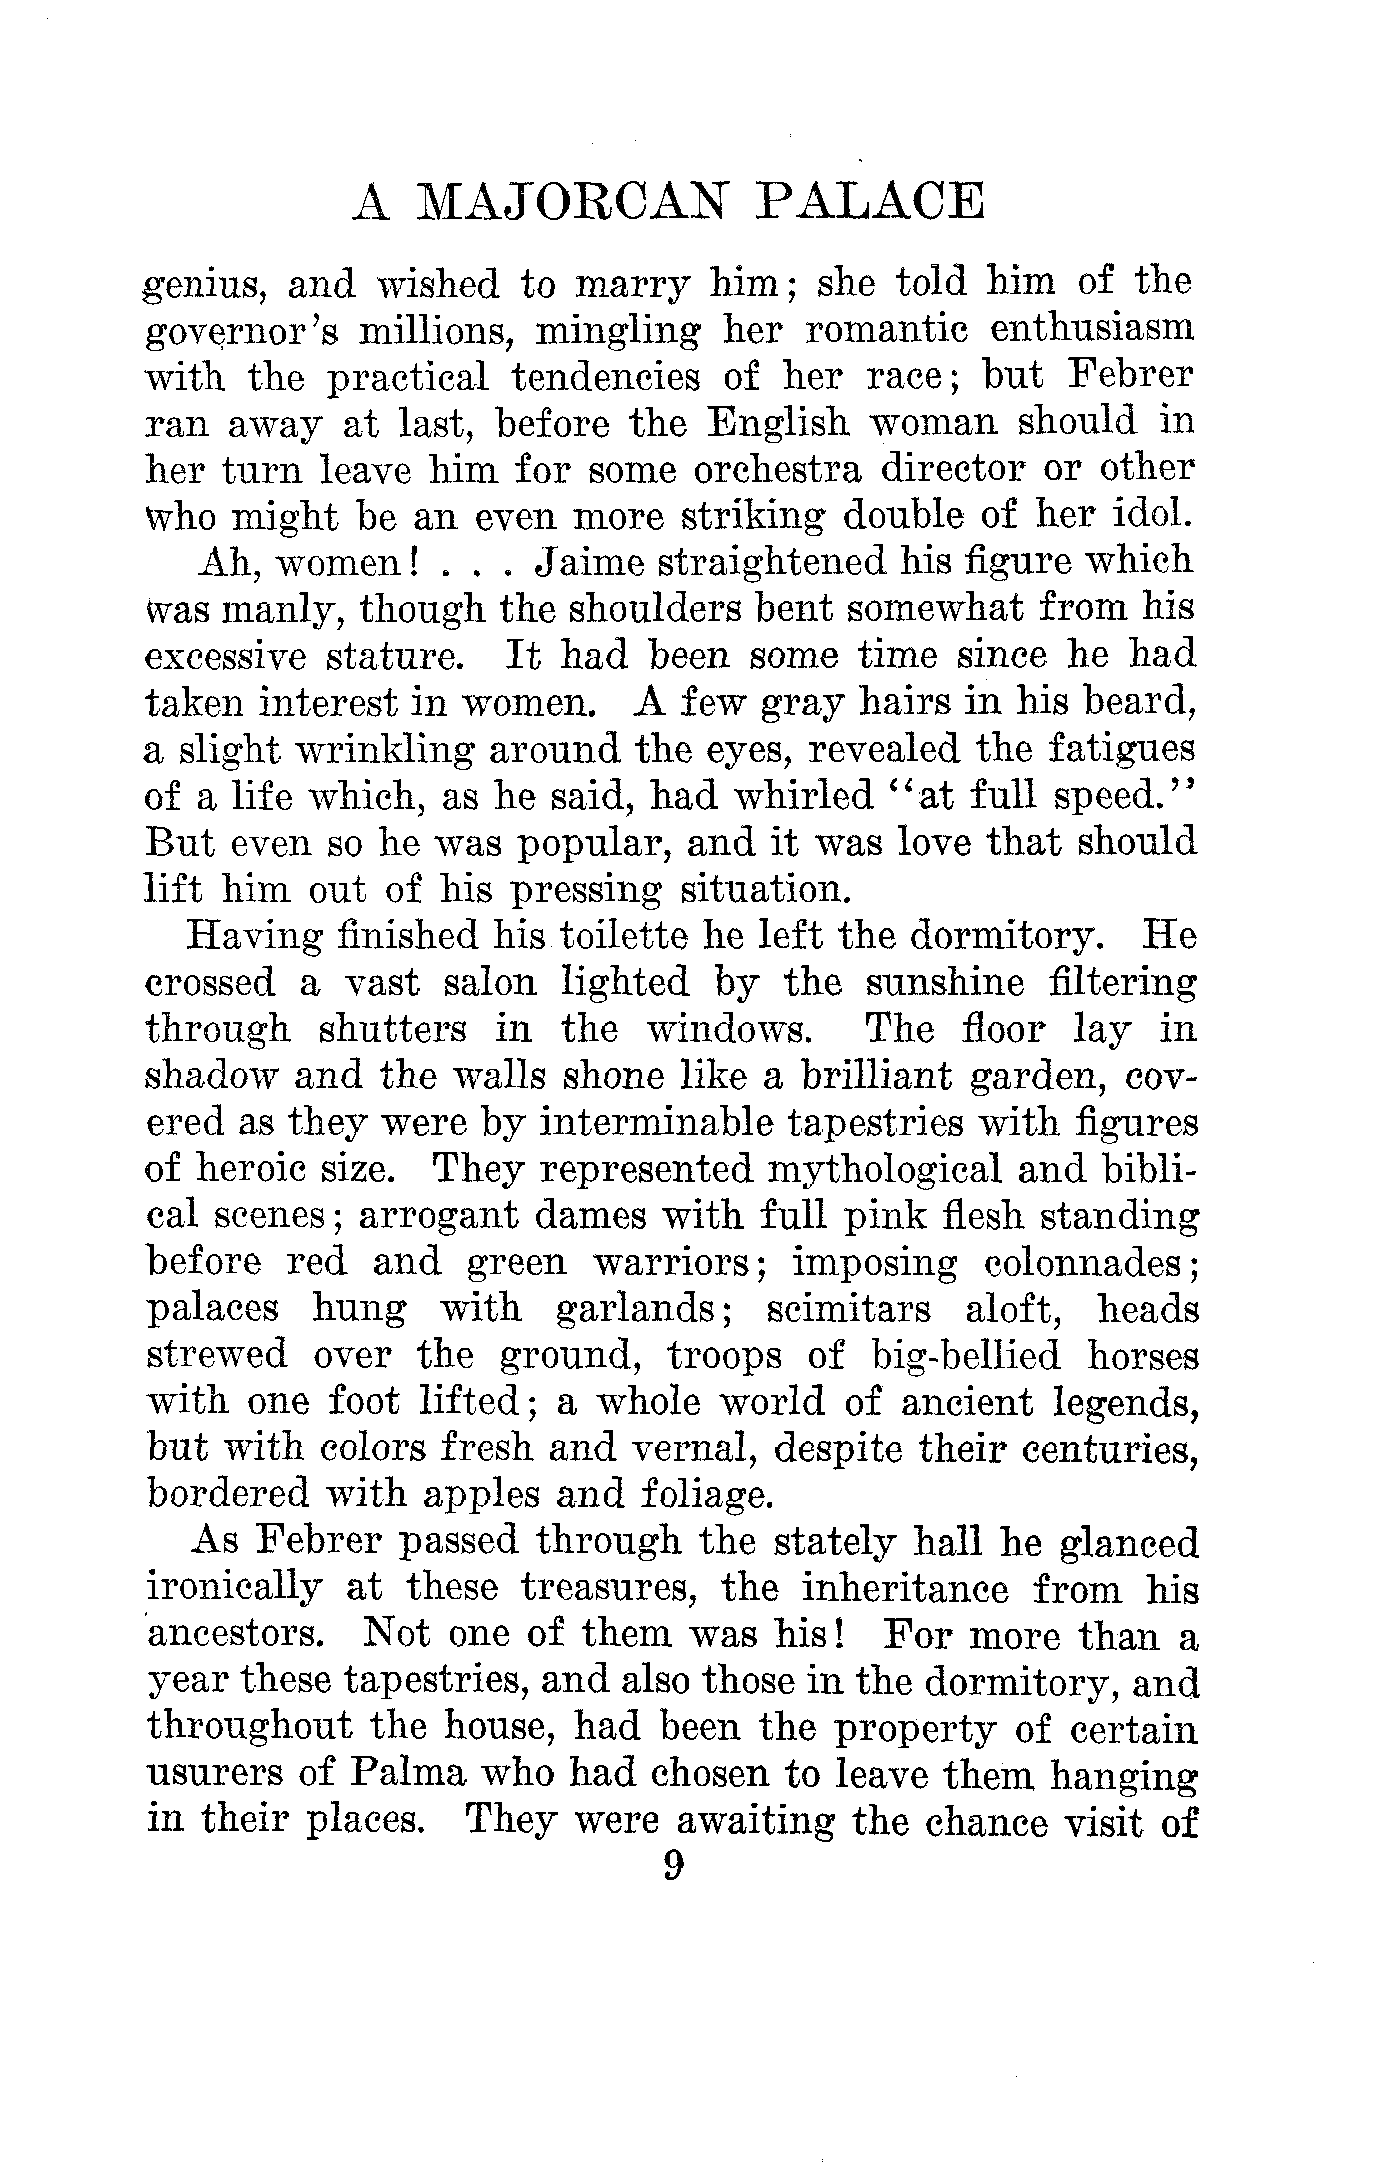 A MAJORCAN PALACE
genius, and wished to marry him; she told him of the
governor's millions, mingling her romantic enthusiasm
with the practical tendencies of her race; but Febrer
ran away at last, before the English woman should in
her turn leave him for some orchestra director or other
who might be an even more striking double of her idol.
Ah, women! . . . Jaime straightened his figure which
was manly, though the shoulders bent somewhat from his
excessive stature. It had been some time since he had
taken interest in women. A few gray hairs in his beard,
a slight wrinkling around the eyes, revealed the fatigues
of a life which, as he said, had whirled "at full speed."
But even so he was popular, and it was love that should
lift him out of his pressing situation.
Having finished his toilette he left the dormitory. He
crossed a vast salon lighted by the sunshine filtering
through shutters in the windows. The floor lay in
shadow and the walls shone like a brilliant garden, cov-
ered as they were by interminable tapestries with figures
of heroic size. They represented mythological and bibli-
cal scenes; arrogant dames with full pink flesh standing
before red and green warriors; imposing colonnades;
palaces hung with garlands; scimitars aloft, heads
strewed over the ground, troops of big-bellied horses
with one foot lifted; a whole world of ancient legends,
but with colors fresh and vernal, despite their centuries,
bordered with apples and foliage.
As Febrer passed through the stately hall he glanced
ironically at these treasures, the inheritance from his
ancestors. Not one of them was his! For more than a
year these tapestries, and also those in the dormitory, and
throughout the house, had been the property of certain
usurers of Palma who had chosen to leave them hanging
in their places. They were awaiting the chance visit of
9